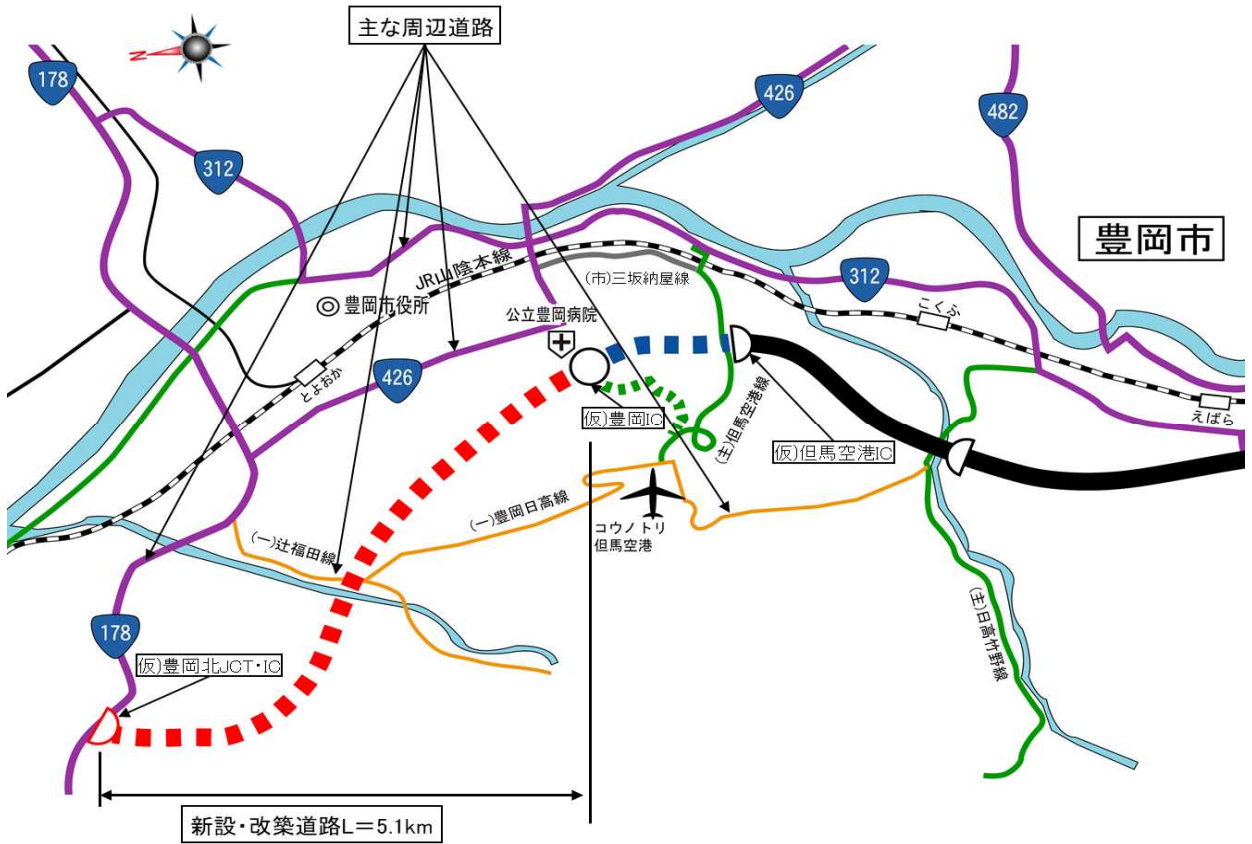 主な周辺道路
N
178
426
482
312
豊岡市
JR山陰本線
(市)三坂納屋線
312
◎豊岡市役所
こくふ
公立豊岡病院
とよおか
426
(仮)豊岡IC
(主)但馬空港線
(仮)但馬空港IC
えばら
(一)豊岡日高線
コウノトリ
但馬空港
(一)辻福田線
(主)日高竹野線
178
(仮)豊岡北JCT・IC
新設・改築道路L=5.1km